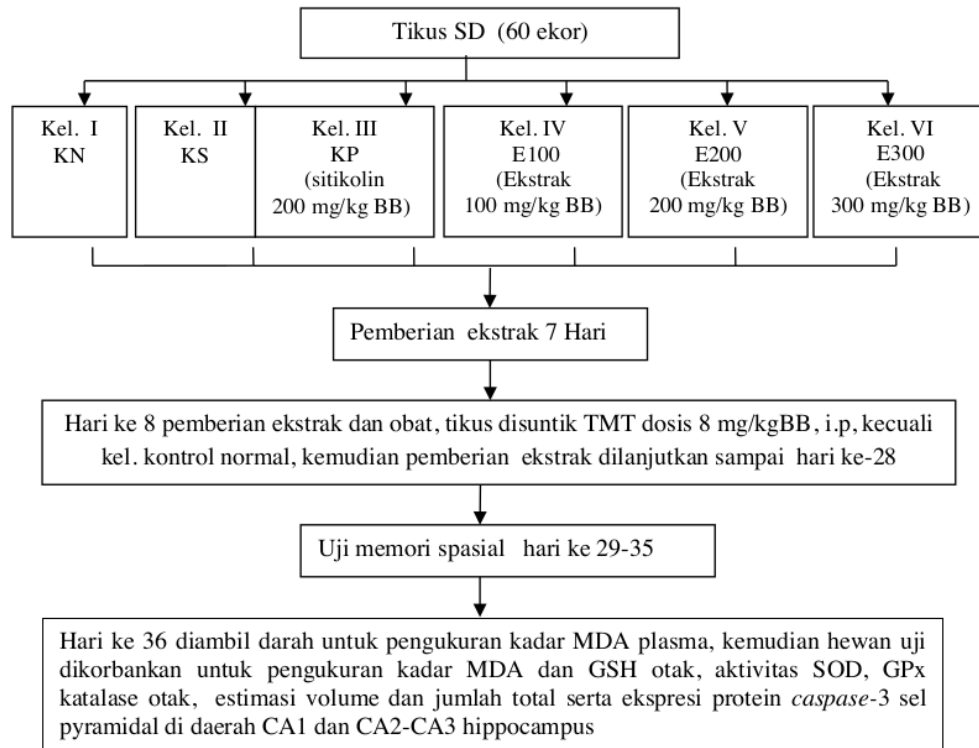 Tikus SD (60 ekor)
Kel. I
KN
Kel. II
KS
Kel. III
KP
(sitikolin
200 mg/kg BB)
Kel. IV
E100
(Ekstrak
100 mg/kg BB)
Kel. V
E200
(Ekstrak
200 mg/kg BB)
Kel. VI
E300
(Ekstrak
300 mg/kg BB)
Pemberian ekstrak 7 Hari
Hari ke 8 pemberian ekstrak dan obat, tikus disuntik TMT dosis 8 mg/kgBB, i.p, kecuali
kel. kontrol normal, kemudian pemberian ekstrak dilanjutkan sampai hari ke-28
Uji memori spasial hari ke 29-35
Hari ke 36 diambil darah untuk pengukuran kadar MDA plasma, kemudian hewan uji
dikorbankan untuk pengukuran kadar MDA dan GSH otak, aktivitas SOD, GPx
katalase otak, estimasi volume dan jumlah total serta ekspresi protein caspase-3 sel
pyramidal di daerah CA1 dan CA2-CA3 hippocampus